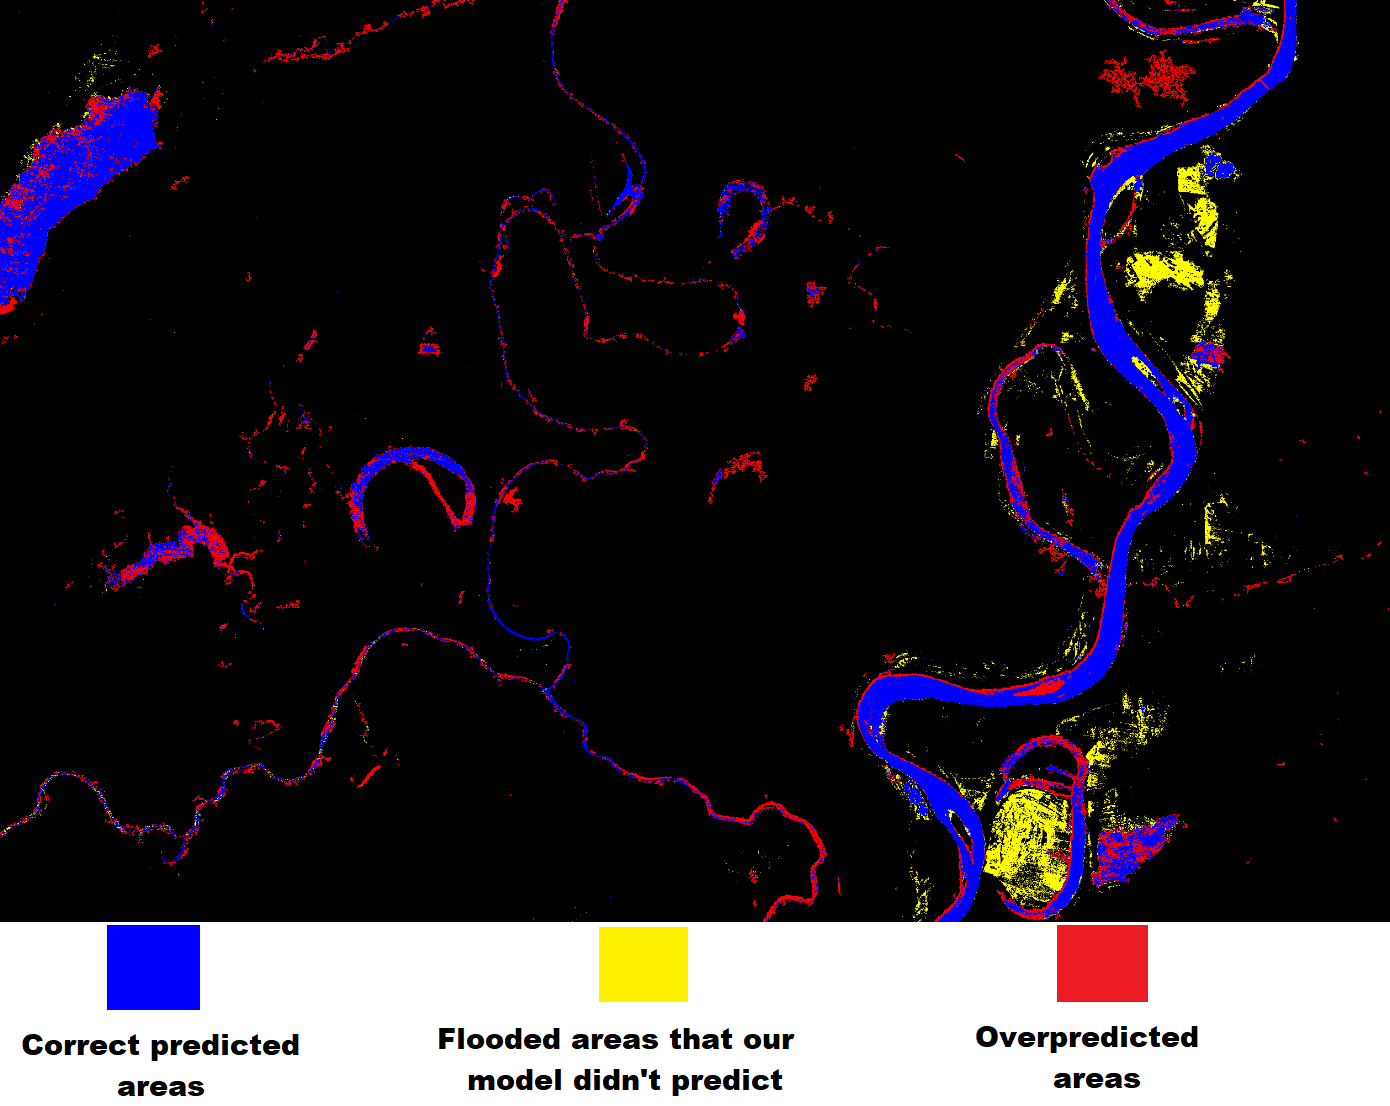 Correct predicted
areas
Flooded areas that our
model didn't predict
Overpredicted
areas